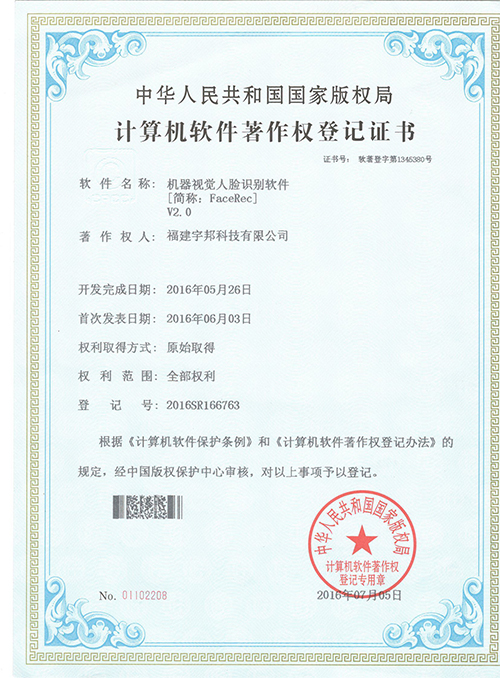 中华人民共和国国家版权局
计算机软件著作权登记证书
证书号： 软著登字第1345380号
软件名称： 机器视觉人脸识别软件
[简称：FaceRec]
V2.0
著作权人： 福建宇邦科技有限公司
开发完成日期： 2016年05月26日
首次发表日期： 2016年06月03日
权利取得方式： 原始取得
权利范围： 全部权利
登记号： 2016SR166763
根据《计算机软件保护条例》和《计算机软件著作权登记办法》的
规定，经中国版权保护中心审核，对以上事项予以登记。
中华人民共和国国家版权局
计算机软件著作权
登记专用章
No. 01102208
2016年07月05日